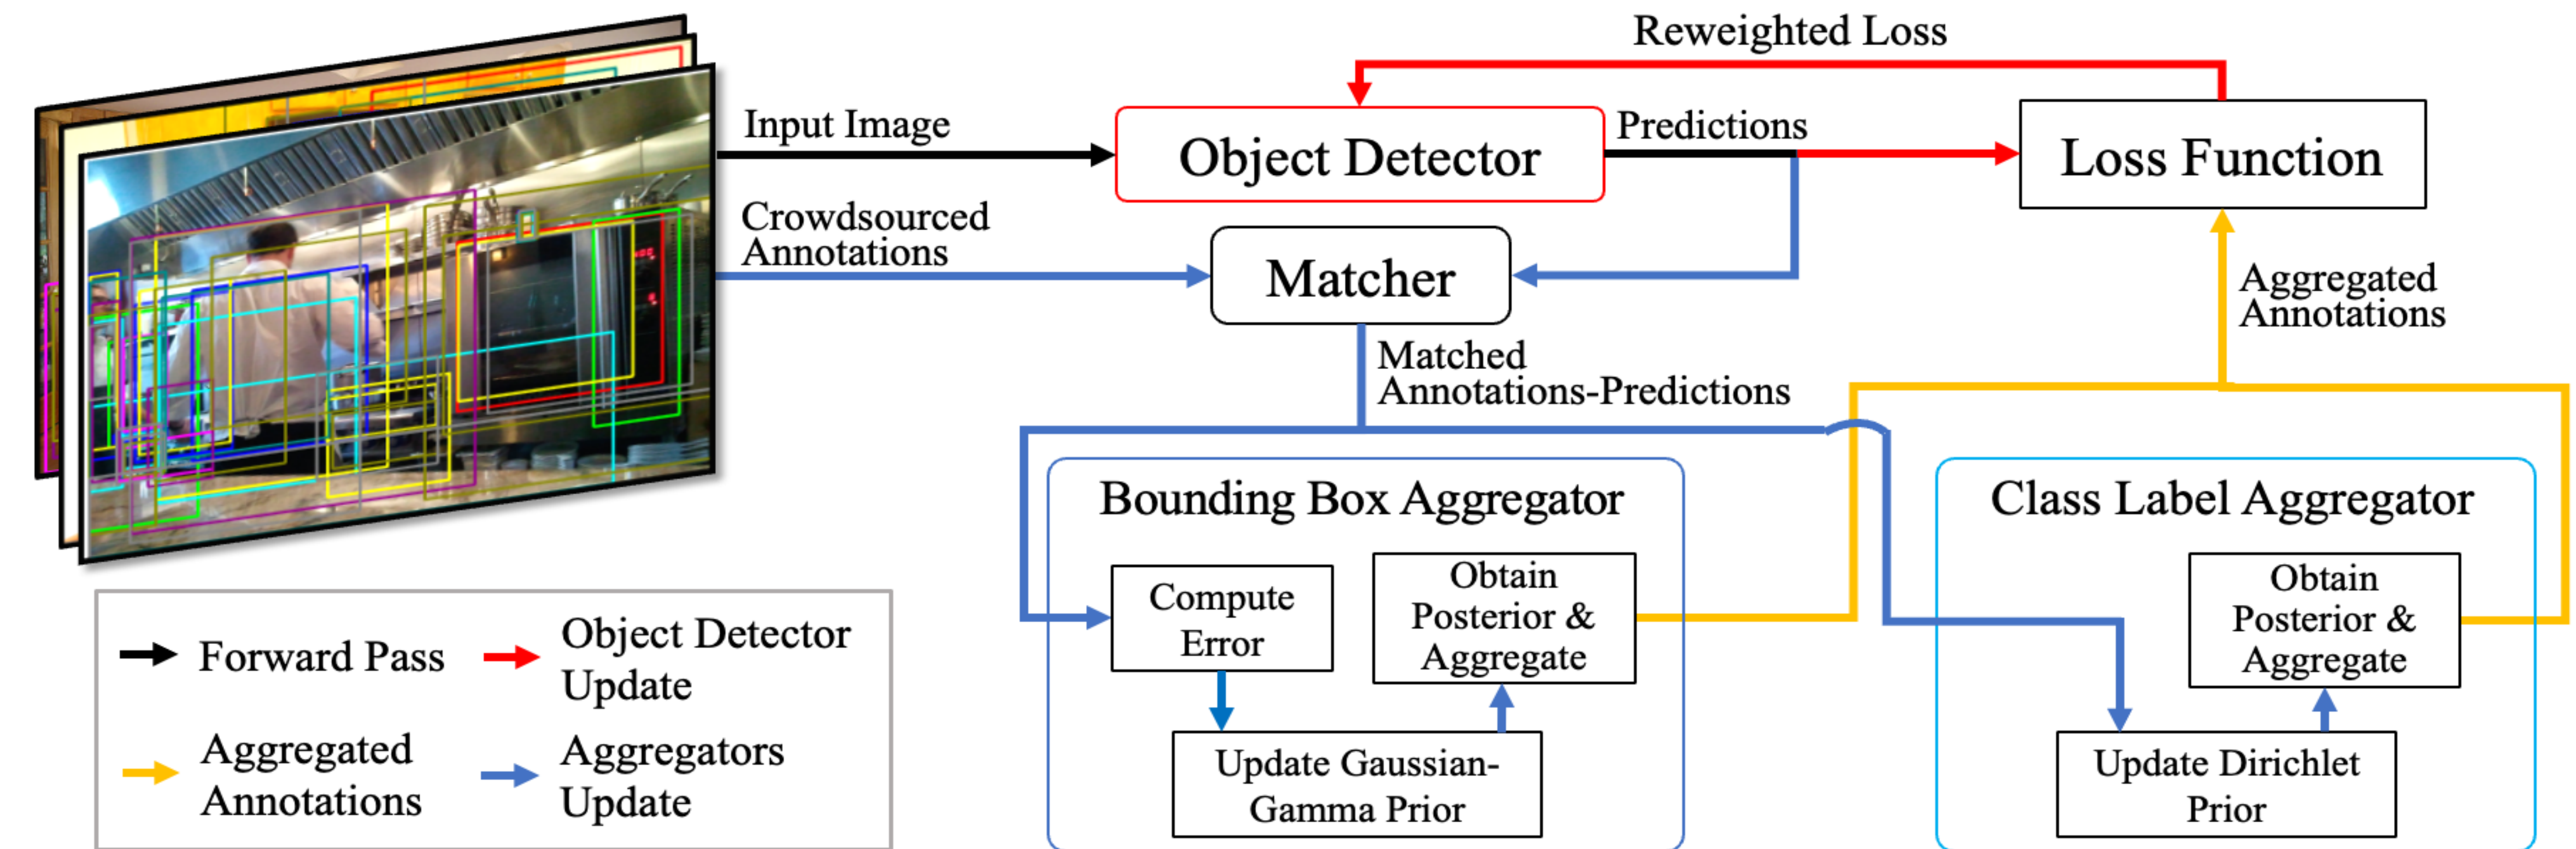 Reweighted Loss
Input Image
Object Detector
Predictions
Loss Function
Crowdsourced
Annotations
Matcher
Aggregated
Annotations
Matched
Annotations-Predictions
Bounding Box Aggregator
Compute
Error
Obtain
Posterior &
Aggregate
Update Gaussian-
Gamma Prior
Class Label Aggregator
Obtain
Posterior &
Aggregate
Update Dirichlet
Prior
Forward Pass
Object Detector
Update
Aggregated
Annotations
Aggregators
Update